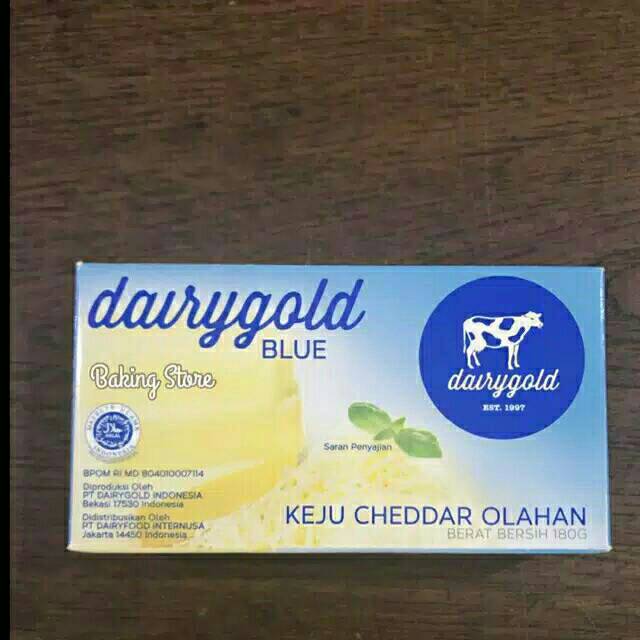 dairygold
BLUE
Baking Store
dairygold
EST. 1997
Saran Penyajian
HALAL
BPOM RI MD 804010007114
Diproduksi Oleh
PT DAIRYGOLD INDONESIA
Bekasi 17530 Indonesia
Didistribusikan Oleh
PT DAIRYFOOD INTERNUSA
Jakarta 14450 Indonesia
KEJU CHEDDAR OLAHAN
BERAT BERSIH 180G